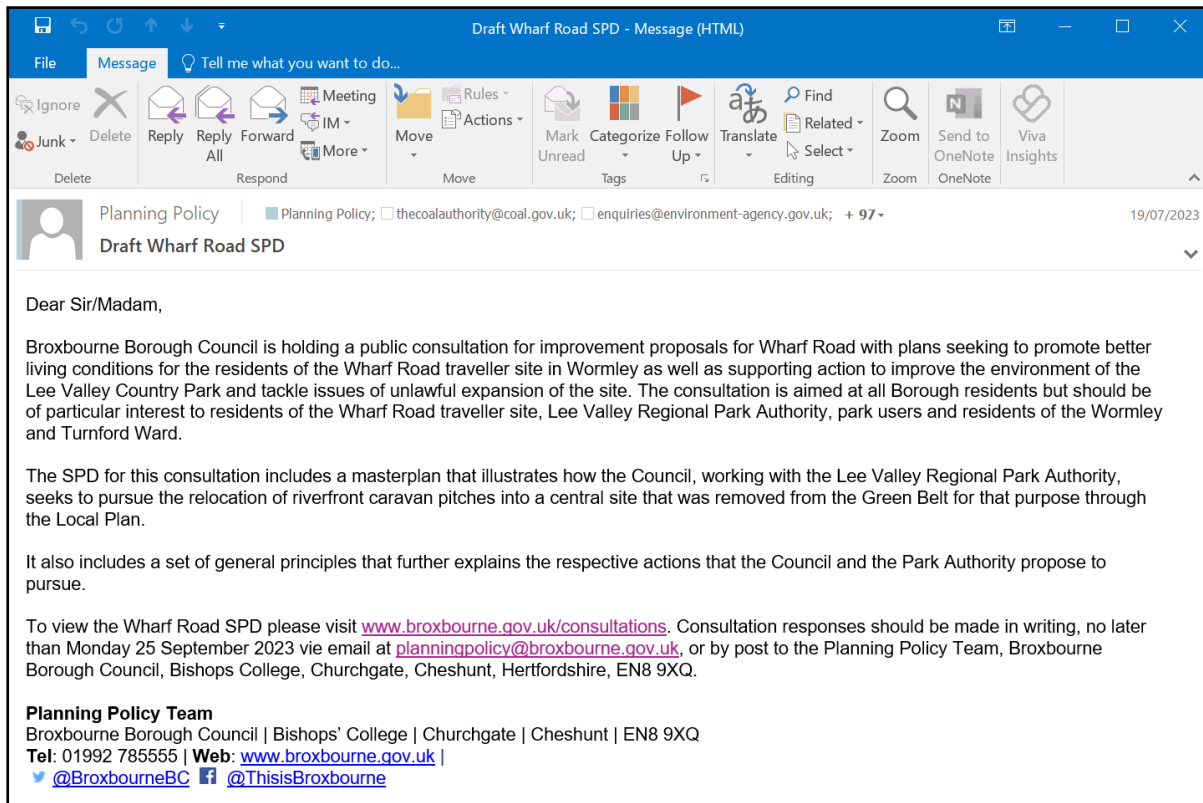 Draft Wharf Road SPD - Message (HTML)
File Message Tell me what you want to do...
Ignore
Junk
Delete
Reply
Reply All
Forward
Meeting
IM
More
Move
Rules
Actions
Mark Unread
Categorize
Follow Up
Translate
Find
Related
Select
Zoom
Send to OneNote
Viva Insights
Delete Respond Move Tags Editing Zoom OneNote
Planning Policy Planning Policy; thecoalauthority@coal.gov.uk; enquiries@environment-agency.gov.uk; + 97 19/07/2023
Draft Wharf Road SPD
Dear Sir/Madam,
Broxbourne Borough Council is holding a public consultation for improvement proposals for Wharf Road with plans seeking to promote better
living conditions for the residents of the Wharf Road traveller site in Wormley as well as supporting action to improve the environment of the
Lee Valley Country Park and tackle issues of unlawful expansion of the site. The consultation is aimed at all Borough residents but should be
of particular interest to residents of the Wharf Road traveller site, Lee Valley Regional Park Authority, park users and residents of the Wormley
and Turnford Ward.
The SPD for this consultation includes a masterplan that illustrates how the Council, working with the Lee Valley Regional Park Authority,
seeks to pursue the relocation of riverfront caravan pitches into a central site that was removed from the Green Belt for that purpose through
the Local Plan.
It also includes a set of general principles that further explains the respective actions that the Council and the Park Authority propose to
pursue.
To view the Wharf Road SPD please visit www.broxbourne.gov.uk/consultations. Consultation responses should be made in writing, no later
than Monday 25 September 2023 vie email at planningpolicy@broxbourne.gov.uk, or by post to the Planning Policy Team, Broxbourne
Borough Council, Bishops College, Churchgate, Cheshunt, Hertfordshire, EN8 9XQ.
Planning Policy Team
Broxbourne Borough Council | Bishops' College | Churchgate | Cheshunt | EN8 9XQ
Tel: 01992 785555 | Web: www.broxbourne.gov.uk |
@BroxbourneBC @ThisisBroxbourne